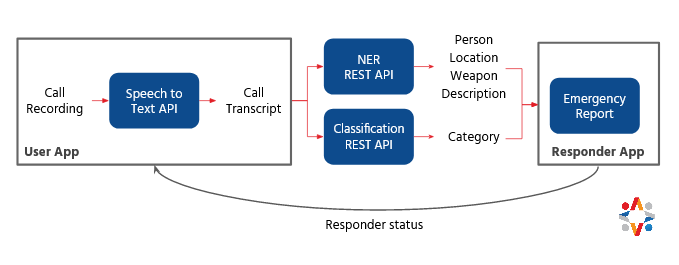 Call
Recording
Speech to
Text API
Call
Transcript
User App
NER
REST API
Classification
REST API
Person
Location
Weapon
Description
Category
Emergency
Report
Responder App
Responder status